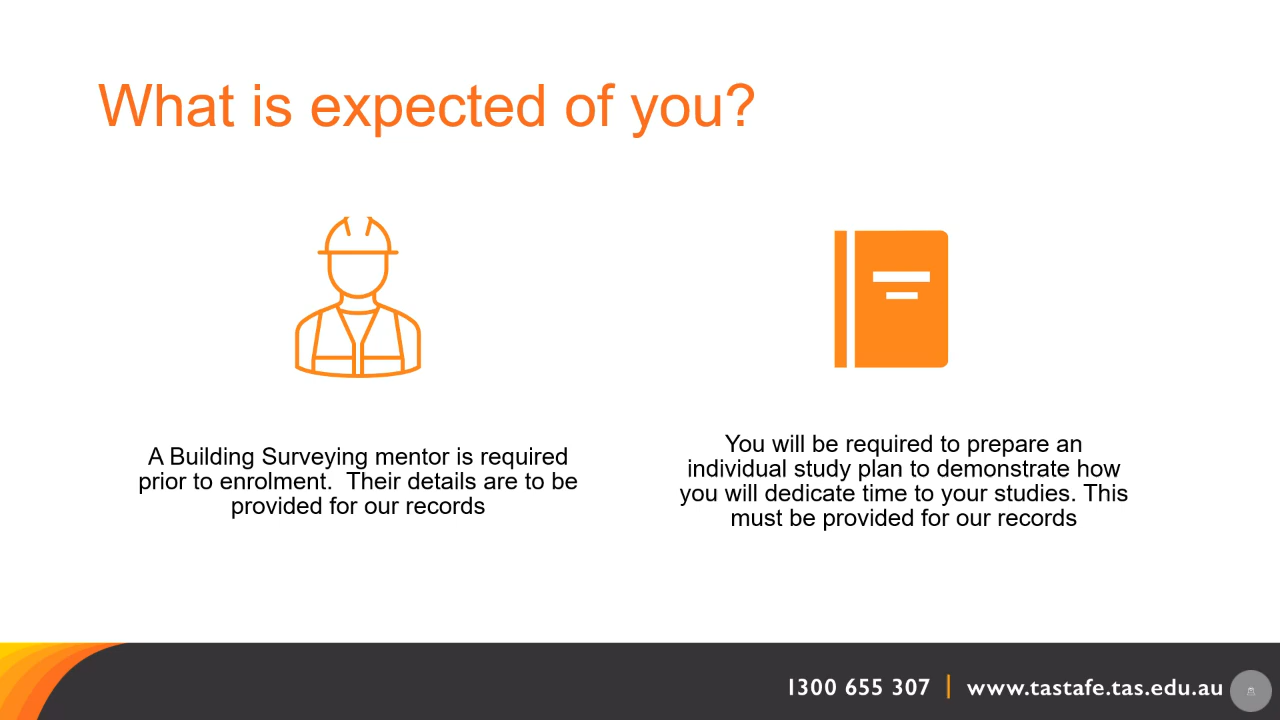 What is expected of you?
A Building Surveying mentor is required
prior to enrolment.  Their details are to be
provided for our records
You will be required to prepare an
individual study plan to demonstrate how
you will dedicate time to your studies. This
must be provided for our records
1300 655 307 | www.tastafe.tas.edu.au